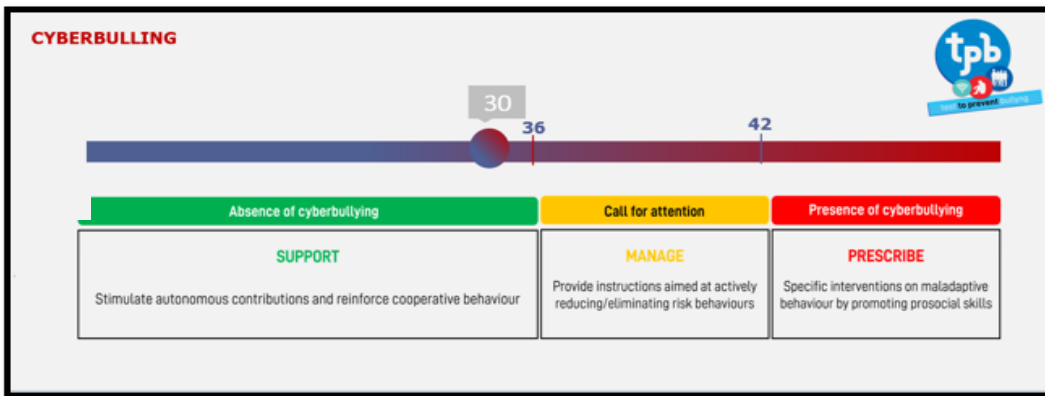 CYBERBULLING
tpb
test to prevent bullyng
30
36
42
Absence of cyberbullying
Call for attention
Presence of cyberbullying
SUPPORT
Stimulate autonomous contributions and reinforce cooperative behaviour
MANAGE
Provide instructions aimed at actively
reducing/eliminating risk behaviours
PRESCRIBE
Specific interventions on maladaptive
behaviour by promoting prosocial skills